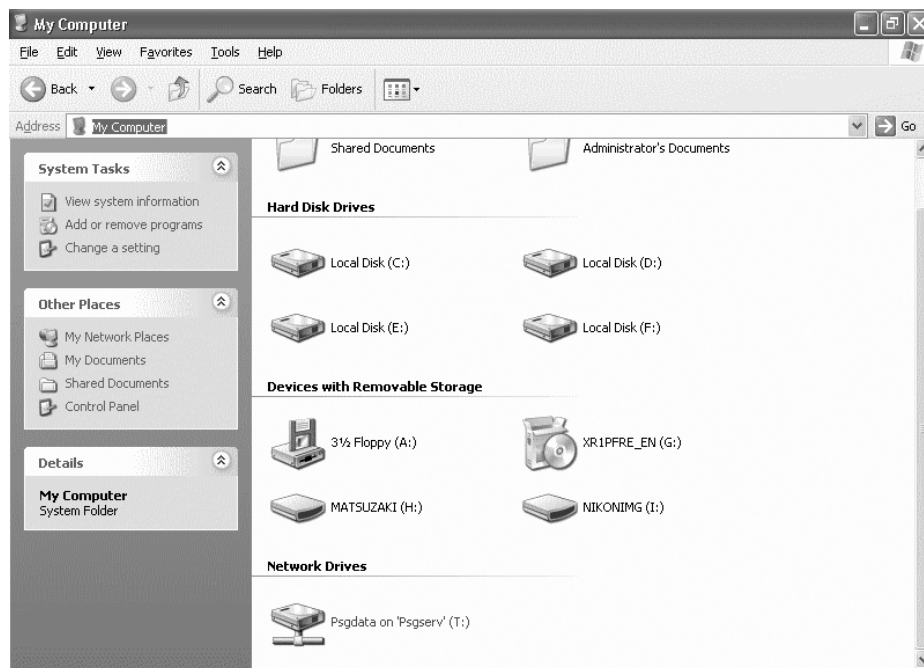 My Computer
File Edit View Favorites Tools Help
Back Search Folders
Address My Computer Go
Shared Documents Administrator's Documents
System Tasks
View system information
Add or remove programs
Change a setting
Other Places
My Network Places
My Documents
Shared Documents
Control Panel
Details
My Computer
System Folder
Hard Disk Drives
Local Disk (C:) Local Disk (D:)
Local Disk (E:) Local Disk (F:)
Devices with Removable Storage
3½ Floppy (A:) XR1PFRE_EN (G:)
MATSUZAKI (H:) NIKONIMG (I:)
Network Drives
Psgdata on 'Psgserv' (T:)